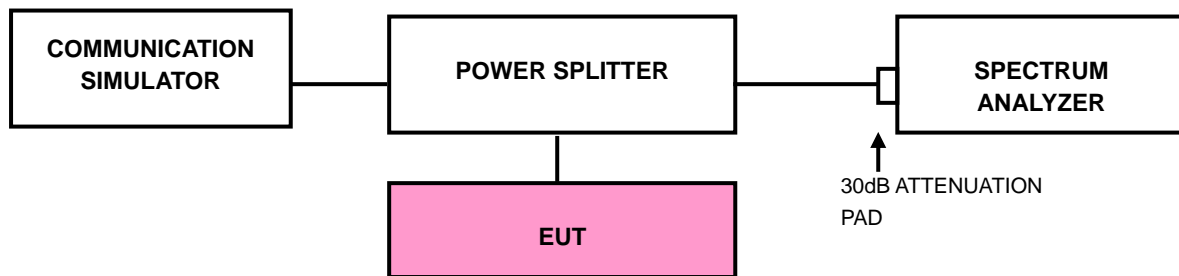 COMMUNICATION
SIMULATOR
POWER SPLITTER
SPECTRUM
ANALYZER
30dB ATTENUATION
PAD
EUT